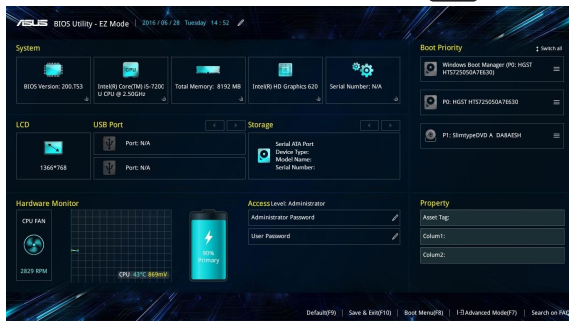 ASUS BIOS Utility - EZ Mode 2016/06/28 Tuesday 14:52
System
BIOS Version: 200.T53
Intel(R) Core(TM) i5-7200
U CPU @ 2.50GHz
Total Memory: 8192 MB
Intel(R) HD Graphics 620
Serial Number: N/A
Boot Priority
Switch all
Windows Boot Manager (P0: HGST
HTS725050A7E630)
P0: HGST HTS725050A7E630
P1: SlimtypeDVD A DA8AESH
LCD
1366*768
USB Port
Port: N/A
Port: N/A
Storage
Serial ATA Port
Device Type:
Model Name:
Serial Number:
Hardware Monitor
CPU FAN
2829 RPM
CPU 43°C 869mV
50%
Primary
Access Level: Administrator
Administrator Password
User Password
Property
Asset Tag:
Colum1:
Colum2:
Default(F9) | Save & Exit(F10) | Boot Menu(F8) | Advanced Mode(F7) | Search on FAQ